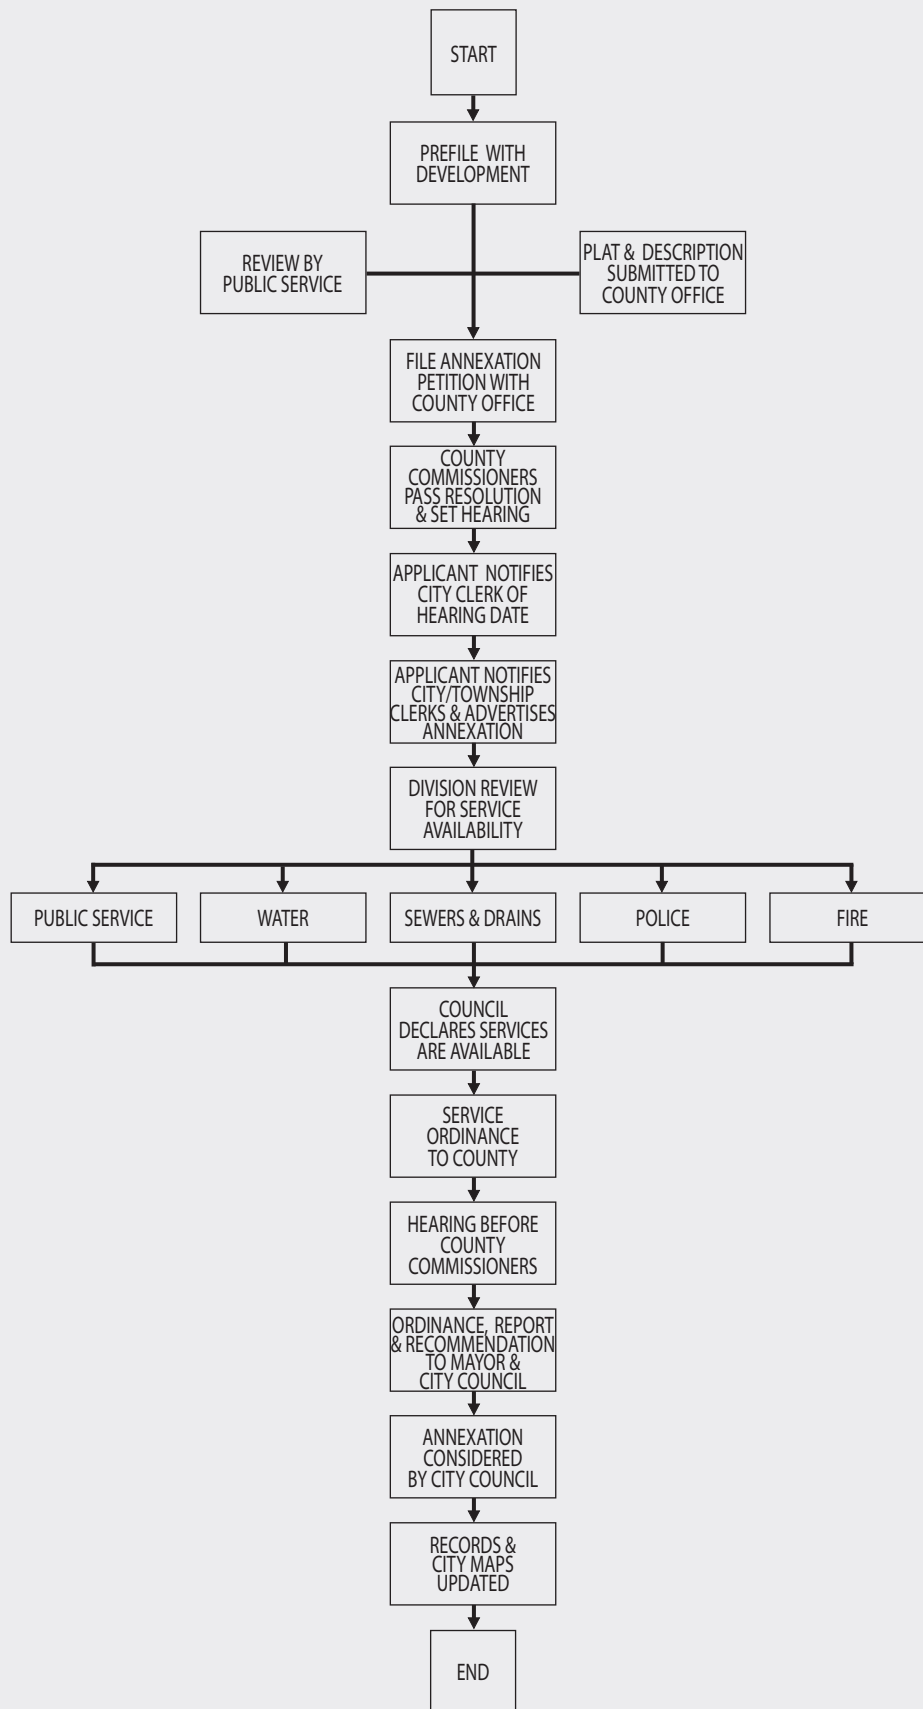 START
PREFILE WITH
DEVELOPMENT
REVIEW BY
PUBLIC SERVICE
PLAT & DESCRIPTION
SUBMITTED TO
COUNTY OFFICE
FILE ANNEXATION
PETITION WITH
COUNTY OFFICE
COUNTY
COMMISSIONERS
PASS RESOLUTION
& SET HEARING
APPLICANT NOTIFIES
CITY CLERK OF
HEARING DATE
APPLICANT NOTIFIES
CITY/TOWNSHIP
CLERKS & ADVERTISES
ANNEXATION
DIVISION REVIEW
FOR SERVICE
AVAILABILITY
PUBLIC SERVICE
WATER
SEWERS & DRAINS
POLICE
FIRE
COUNCIL
DECLARES SERVICES
ARE AVAILABLE
SERVICE
ORDINANCE
TO COUNTY
HEARING BEFORE
COUNTY
COMMISSIONERS
ORDINANCE, REPORT
& RECOMMENDATION
TO MAYOR &
CITY COUNCIL
ANNEXATION
CONSIDERED
BY CITY COUNCIL
RECORDS &
CITY MAPS
UPDATED
END